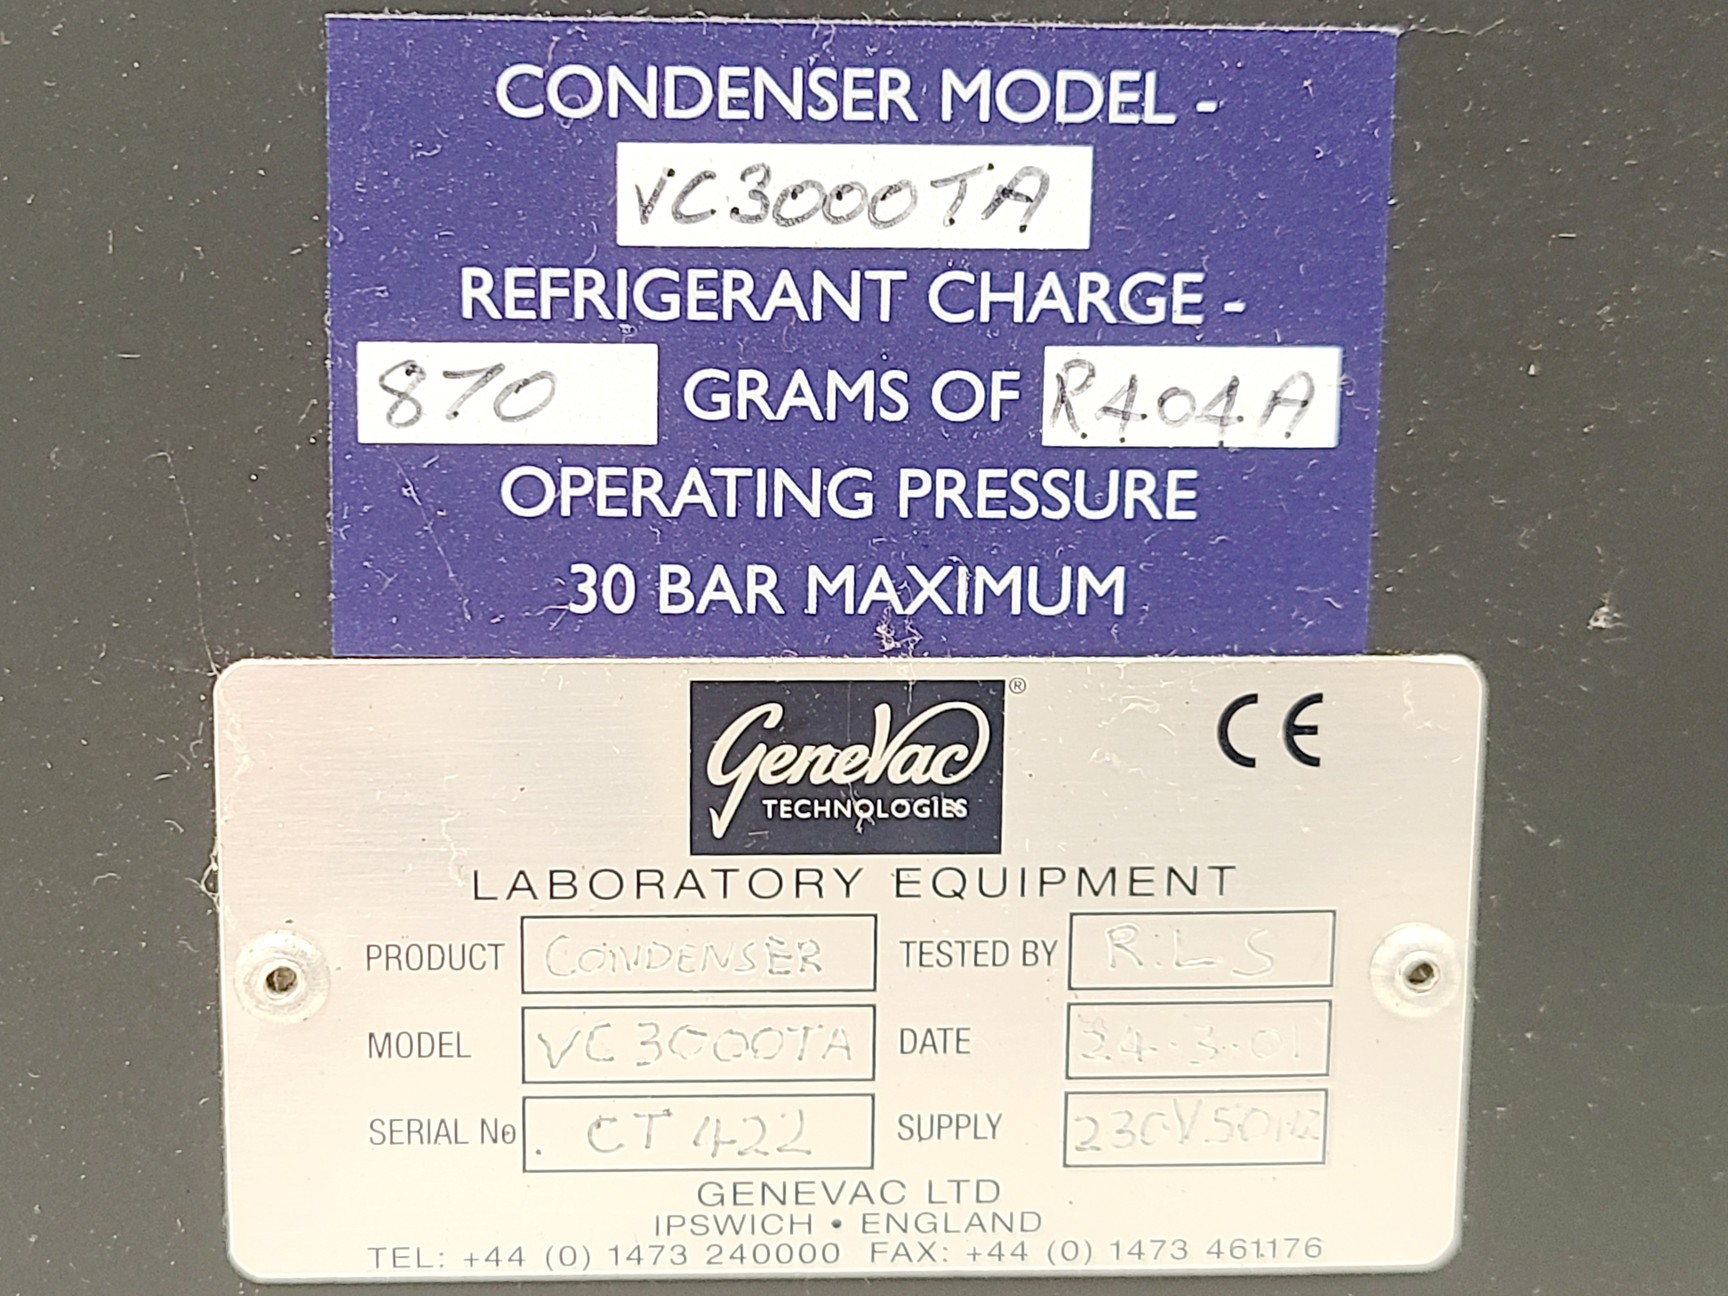 CONDENSER MODEL -
VC3000TA
REFRIGERANT CHARGE -
870 GRAMS OF R404A
OPERATING PRESSURE
30 BAR MAXIMUM
GeneVac ®
TECHNOLOGIES
CE
LABORATORY EQUIPMENT
PRODUCT CONDENSER TESTED BY R.L S
MODEL VC3000TA DATE 24.3.01
SERIAL No. CT422 SUPPLY 230V50HZ
GENEVAC LTD
IPSWICH • ENGLAND
TEL: +44 (0) 1473 240000 FAX: +44 (0) 1473 461176